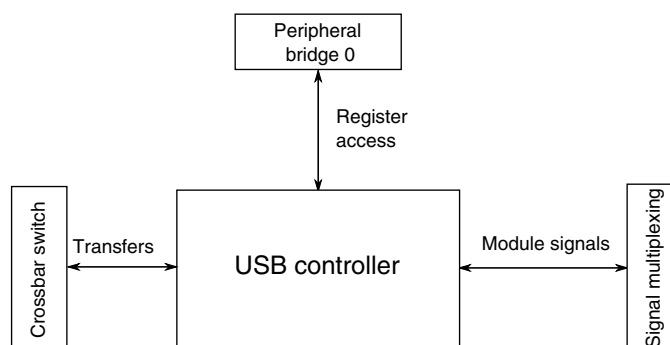 Peripheral
bridge 0
Register
access
Crossbar switch
Transfers
USB controller
Module signals
Signal multiplexing